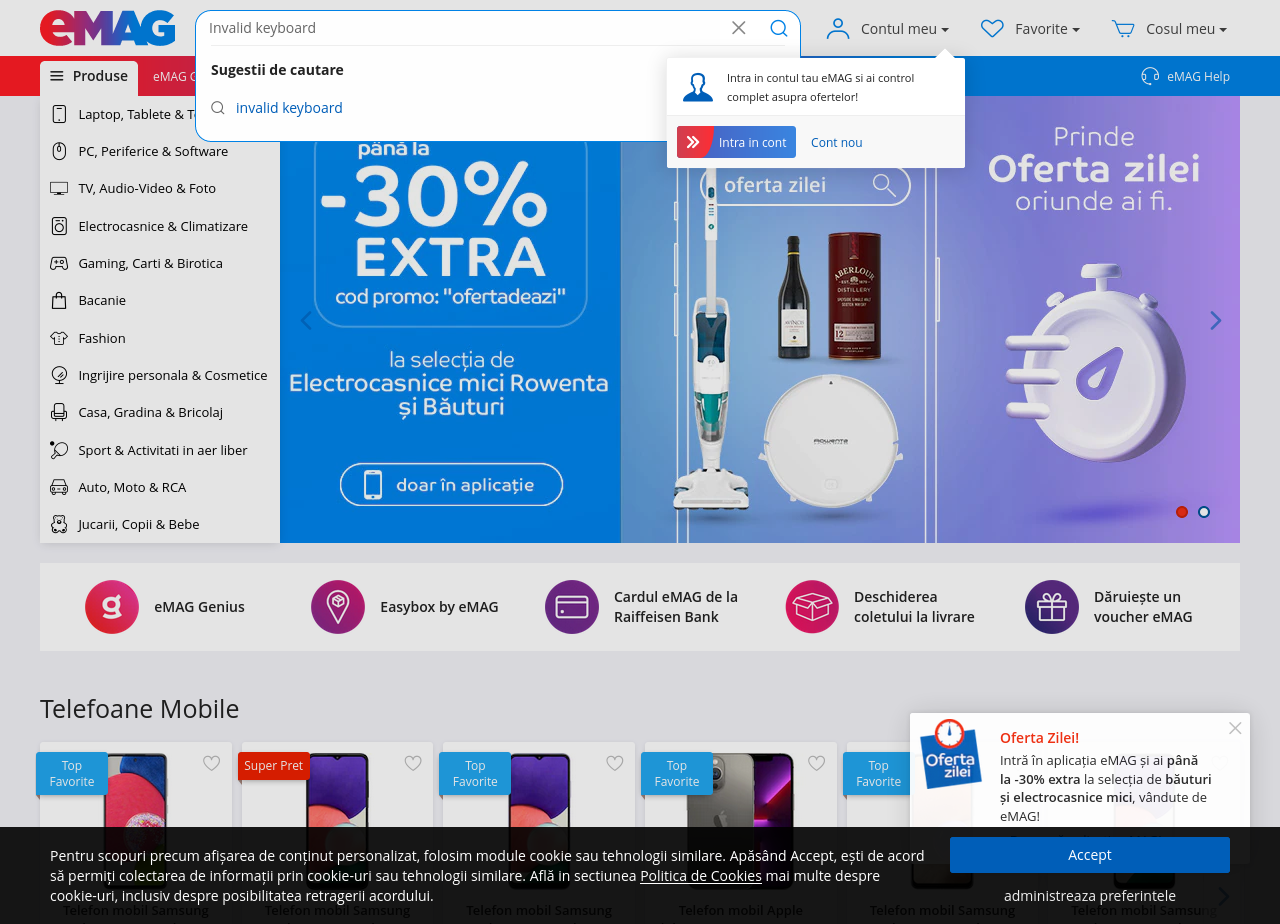 eMAG
Invalid keyboard
Contul meu
Favorite
Cosul meu
Produse
eMAG G
eMAG Help
Sugestii de cautare
invalid keyboard
Intra in contul tau eMAG si ai control
complet asupra ofertelor!
Intra in cont
Cont nou
Laptop, Tablete & T
PC, Periferice & Software
TV, Audio-Video & Foto
Electrocasnice & Climatizare
Gaming, Carti & Birotica
Bacanie
Fashion
Ingrijire personala & Cosmetice
Casa, Gradina & Bricolaj
Sport & Activitati in aer liber
Auto, Moto & RCA
Jucarii, Copii & Bebe
până la
-30%
EXTRA
cod promo: "ofertadeazi"
la selecția de
Electrocasnice mici Rowenta
și Băuturi
doar în aplicație
oferta zilei
ABERLOUR
DISTILLERY
12
Rowenta
Prinde
Oferta zilei
oriunde ai fi.
eMAG Genius
Easybox by eMAG
Cardul eMAG de la
Raiffeisen Bank
Deschiderea
coletului la livrare
Dăruiește un
voucher eMAG
Telefoane Mobile
Top
Favorite
Super Pret
Top
Favorite
Top
Favorite
Top
Favorite
Oferta
zilei
Oferta Zilei!
Intră în aplicația eMAG și ai până
la -30% extra la selecția de băuturi
și electrocasnice mici, vândute de
eMAG!
Pentru scopuri precum afișarea de conținut personalizat, folosim module cookie sau tehnologii similare. Apăsând Accept, ești de acord
să permiți colectarea de informații prin cookie-uri sau tehnologii similare. Află in sectiunea Politica de Cookies mai multe despre
cookie-uri, inclusiv despre posibilitatea retragerii acordului.
Accept
administreaza preferintele
Telefon mobil Samsung
Telefon mobil Samsung
Telefon mobil Samsung
Telefon mobil Apple
Telefon mobil Samsung
Telefon mobil Samsung